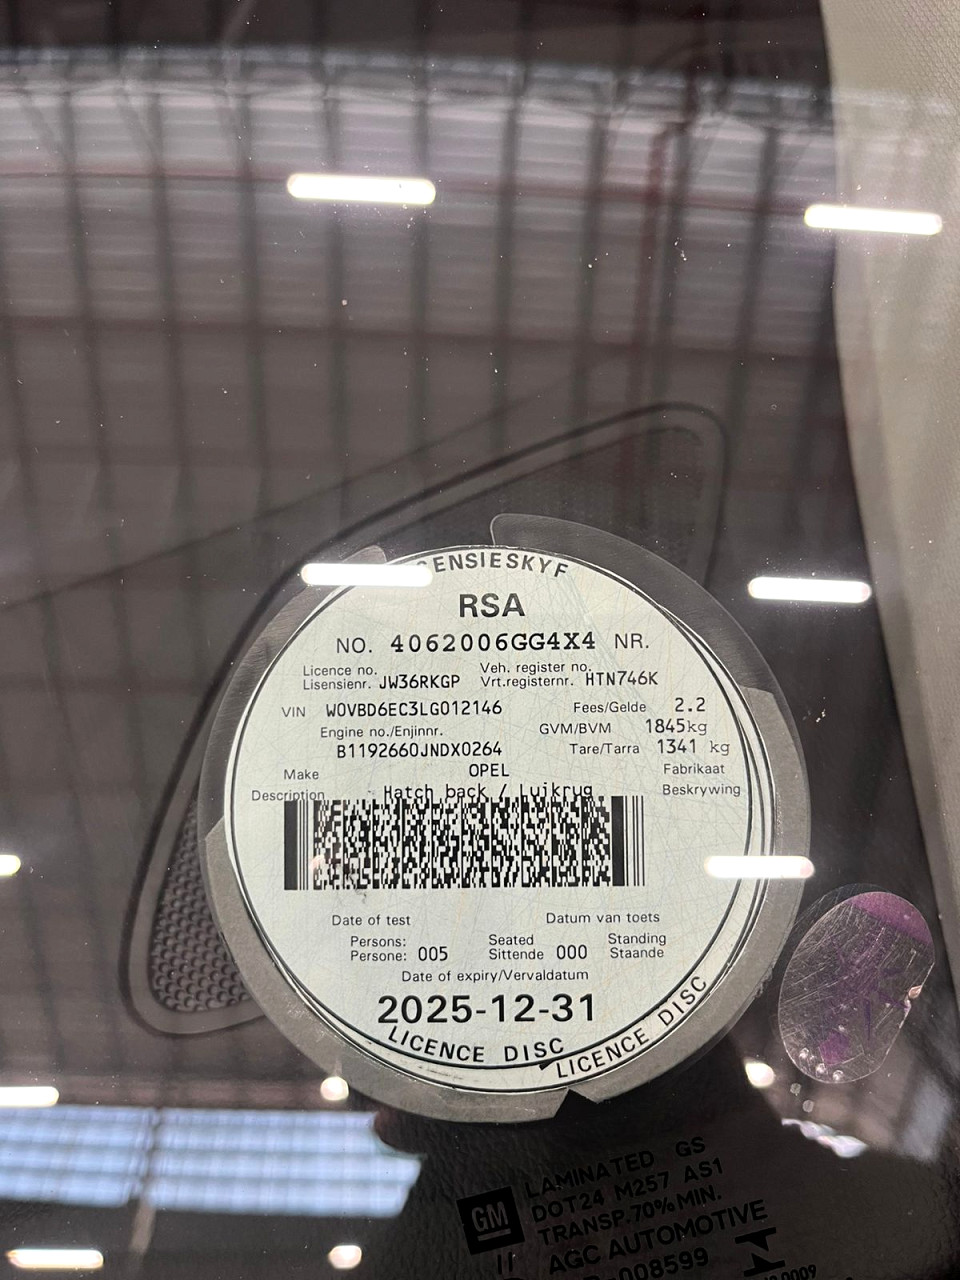 ENSIESKYF
RSA
NO. 4062006GG4X4 NR.
Licence no. Veh. register no.
Lisensienr. JW36RKGP Vrt.registernr. HTN746K
VIN W0VBD6EC3LG012146 Fees/Gelde 2.2
Engine no./Enjinnr. GVM/BVM 1845kg
B1192660JNDX0264 Tare/Tarra 1341 kg
Make OPEL Fabrikaat
Description Hatch back / Luikrug Beskrywing
Date of test Datum van toets
Persons: Seated Standing
Persone: 005 Sittende 000 Staande
Date of expiry/Vervaldatum
2025-12-31
LICENCE DISC LICENCE DISC
LAMINATED GS
GM DOT24 M257 AS1
TRANSP.70%MIN.
AGC AUTOMOTIVE
008599
0009